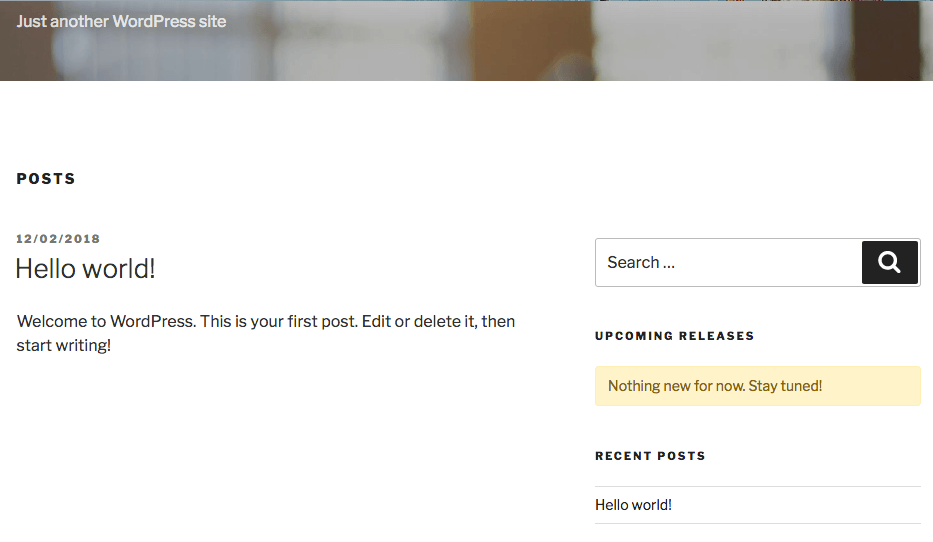 Just another WordPress site
POSTS
12/02/2018
Hello world!
Welcome to WordPress. This is your first post. Edit or delete it, then
start writing!
Search …
UPCOMING RELEASES
Nothing new for now. Stay tuned!
RECENT POSTS
Hello world!